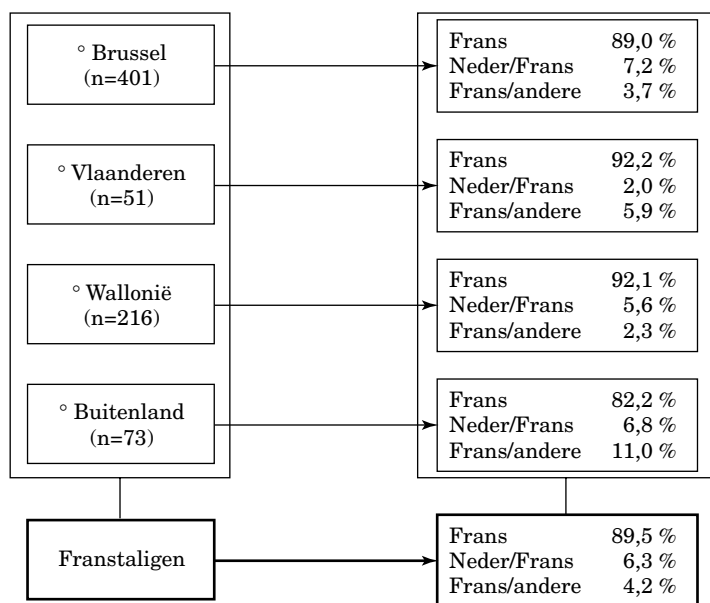 ° Brussel
(n=401)
Frans 89,0 %
Neder/Frans 7,2 %
Frans/andere 3,7 %
° Vlaanderen
(n=51)
Frans 92,2 %
Neder/Frans 2,0 %
Frans/andere 5,9 %
° Wallonië
(n=216)
Frans 92,1 %
Neder/Frans 5,6 %
Frans/andere 2,3 %
° Buitenland
(n=73)
Frans 82,2 %
Neder/Frans 6,8 %
Frans/andere 11,0 %
Franstaligen
Frans 89,5 %
Neder/Frans 6,3 %
Frans/andere 4,2 %